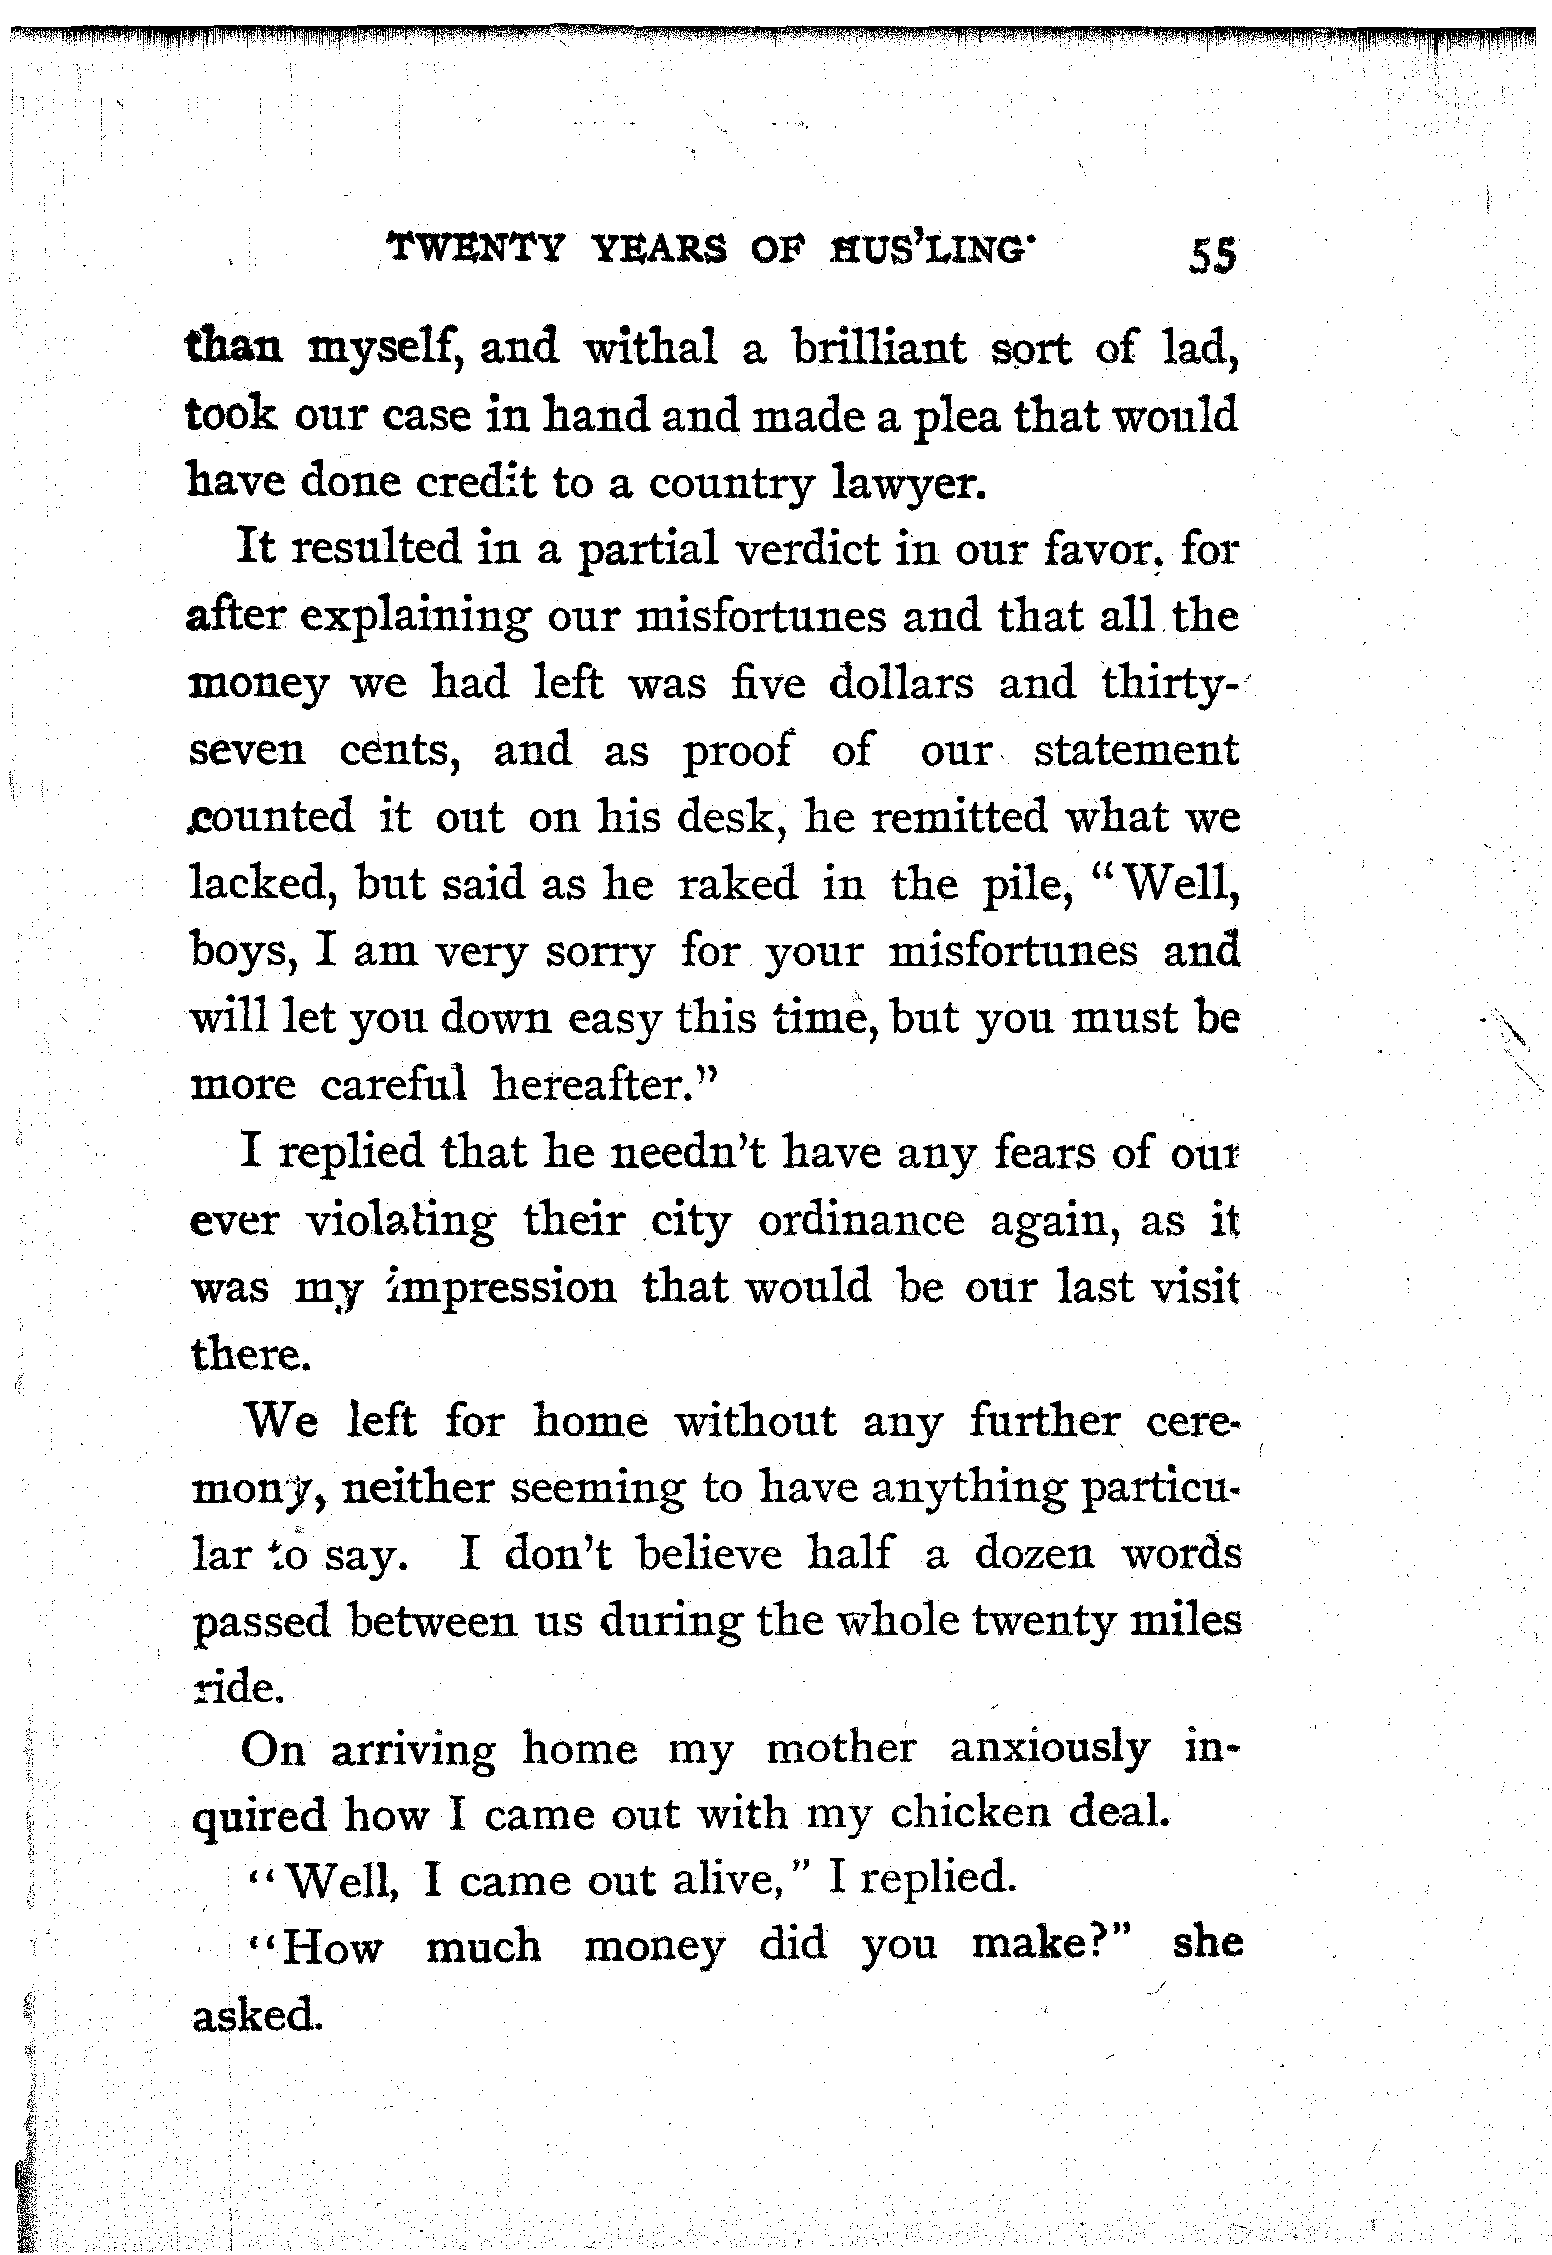 TWENTY YEARS OF HUS'LING. 55
than myself, and withal a brilliant sort of lad,
took our case in hand and made a plea that would
have done credit to a country lawyer.
It resulted in a partial verdict in our favor, for
after explaining our misfortunes and that all the
money we had left was five dollars and thirty-
seven cents, and as proof of our statement
counted it out on his desk, he remitted what we
lacked, but said as he raked in the pile, "Well,
boys, I am very sorry for your misfortunes and
will let you down easy this time, but you must be
more careful hereafter."
I replied that he needn't have any fears of our
ever violating their city ordinance again, as it
was my impression that would be our last visit
there.
We left for home without any further cere-
mony, neither seeming to have anything particu-
lar to say. I don't believe half a dozen words
passed between us during the whole twenty miles
ride.
On arriving home my mother anxiously in-
quired how I came out with my chicken deal.
"Well, I came out alive," I replied.
"How much money did you make?" she
asked.